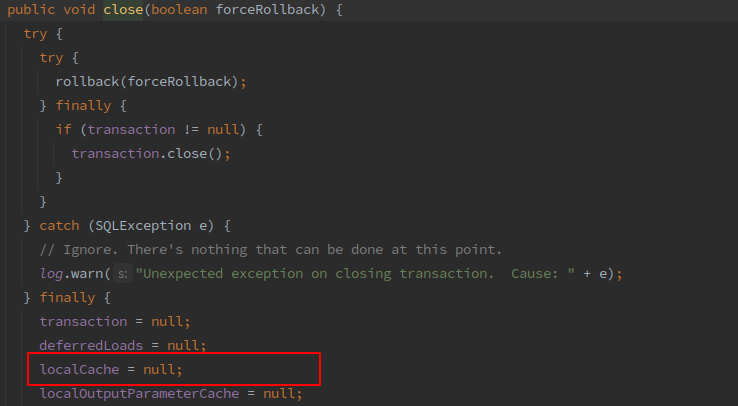 public void close(boolean forceRollback) {
try {
try {
rollback(forceRollback);
} finally {
if (transaction != null) {
transaction.close();
}
}
} catch (SQLException e) {
// Ignore. There's nothing that can be done at this point.
log.warn( s: "Unexpected exception on closing transaction.  Cause: " + e);
} finally {
transaction = null;
deferredLoads = null;
localCache = null;
localOutputParameterCache = null;